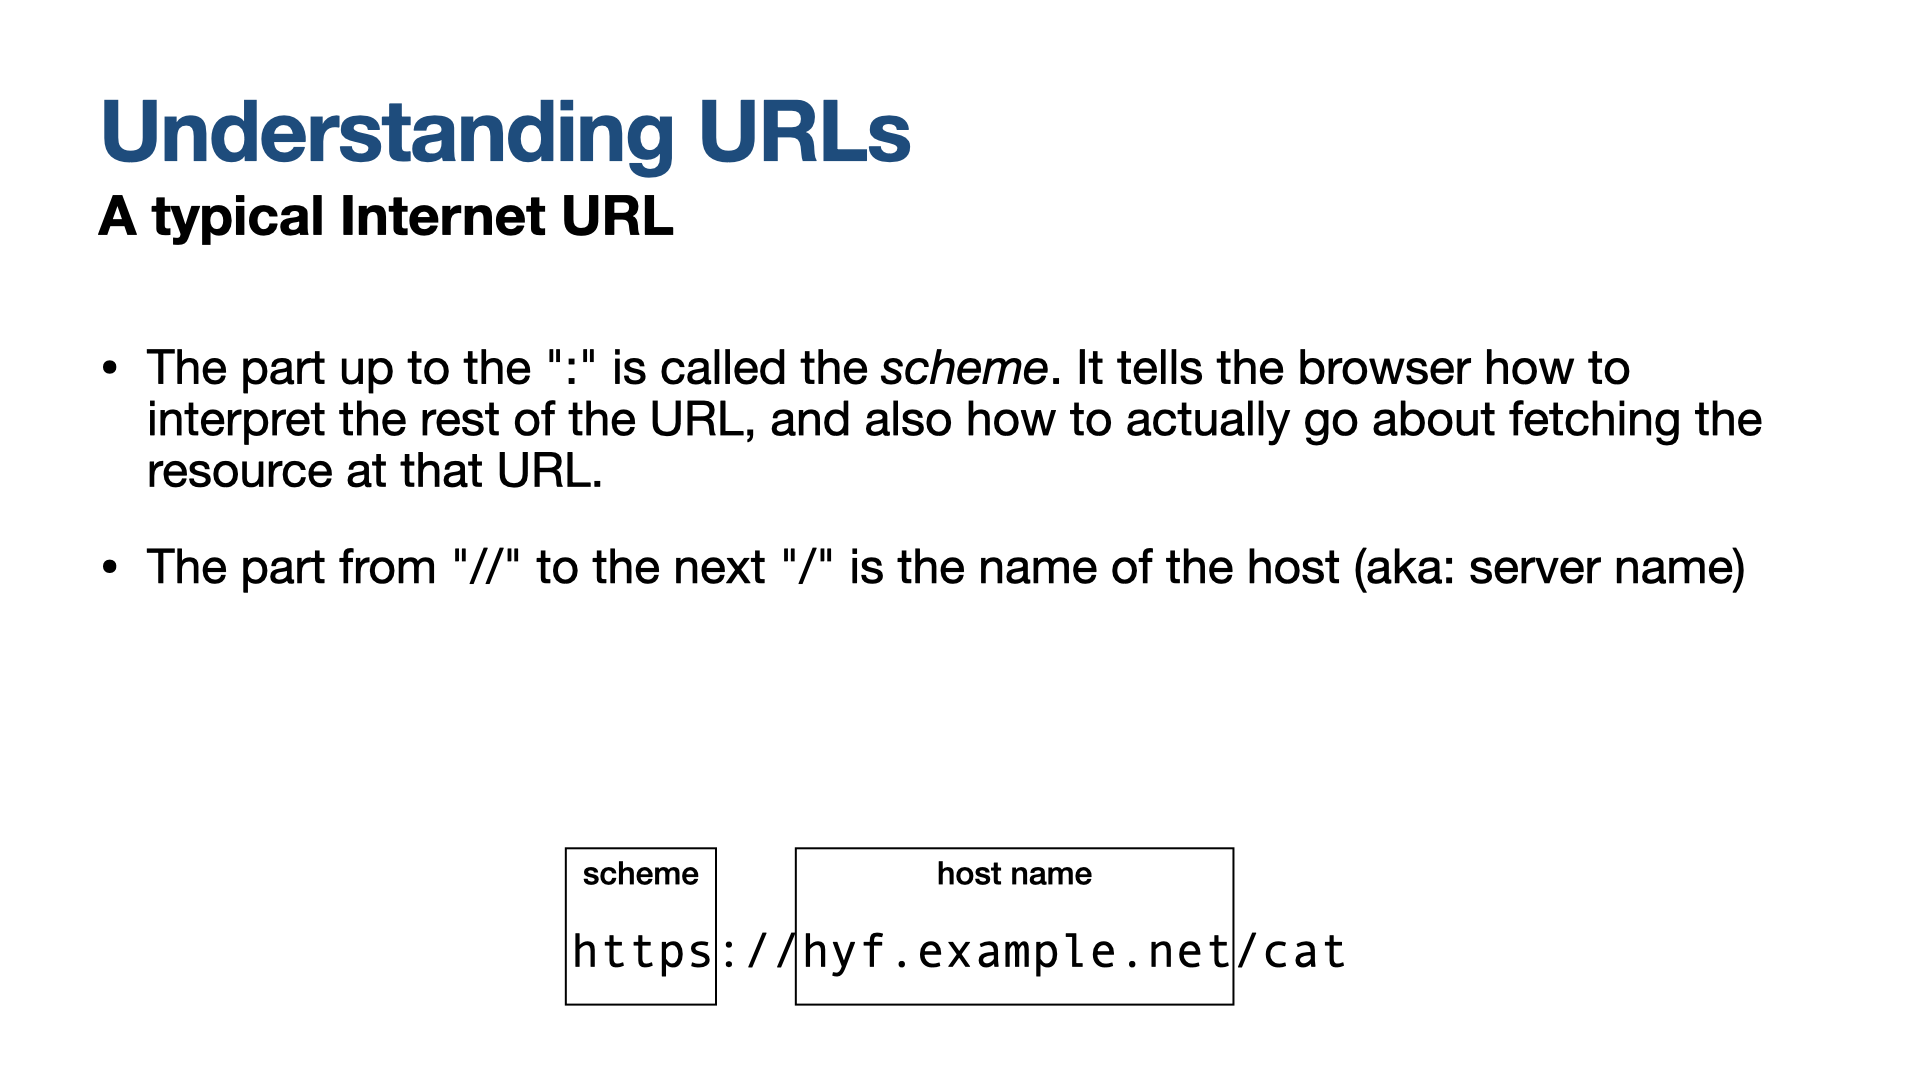 Understanding URLs
A typical Internet URL
• The part up to the ":" is called the scheme. It tells the browser how to
interpret the rest of the URL, and also how to actually go about fetching the
resource at that URL.
• The part from "//" to the next "/" is the name of the host (aka: server name)
scheme
host name
https://hyf.example.net/cat